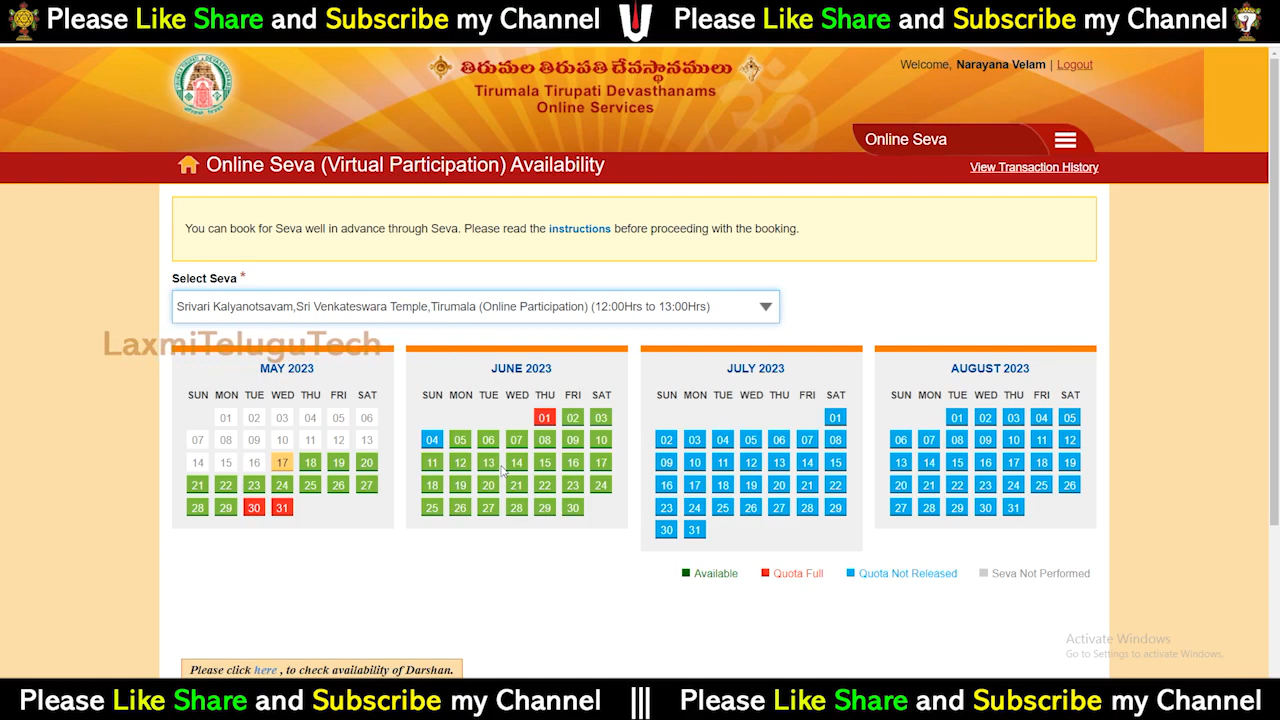 Please Like Share and Subscribe my Channel
Please Like Share and Subscribe my Channel
తిరుమల తిరుపతి దేవస్థానములు
Tirumala Tirupati Devasthanams
Online Services
Welcome, Narayana Velam | Logout
Online Seva
Online Seva (Virtual Participation) Availability
View Transaction History
You can book for Seva well in advance through Seva. Please read the instructions before proceeding with the booking.
Select Seva *
Srivari Kalyanotsavam,Sri Venkateswara Temple,Tirumala (Online Participation) (12:00Hrs to 13:00Hrs)
LaxmiTeluguTech
MAY 2023
SUN MON TUE WED THU FRI SAT
01 02 03 04 05 06
07 08 09 10 11 12 13
14 15 16 17 18 19 20
21 22 23 24 25 26 27
28 29 30 31
JUNE 2023
SUN MON TUE WED THU FRI SAT
01 02 03
04 05 06 07 08 09 10
11 12 13 14 15 16 17
18 19 20 21 22 23 24
25 26 27 28 29 30
JULY 2023
SUN MON TUE WED THU FRI SAT
01
02 03 04 05 06 07 08
09 10 11 12 13 14 15
16 17 18 19 20 21 22
23 24 25 26 27 28 29
30 31
AUGUST 2023
SUN MON TUE WED THU FRI SAT
01 02 03 04 05
06 07 08 09 10 11 12
13 14 15 16 17 18 19
20 21 22 23 24 25 26
27 28 29 30 31
Available Quota Full Quota Not Released Seva Not Performed
Activate Windows
Go to Settings to activate Windows.
Please click here , to check availability of Darshan.
Please Like Share and Subscribe my Channel ||| Please Like Share and Subscribe my Channel